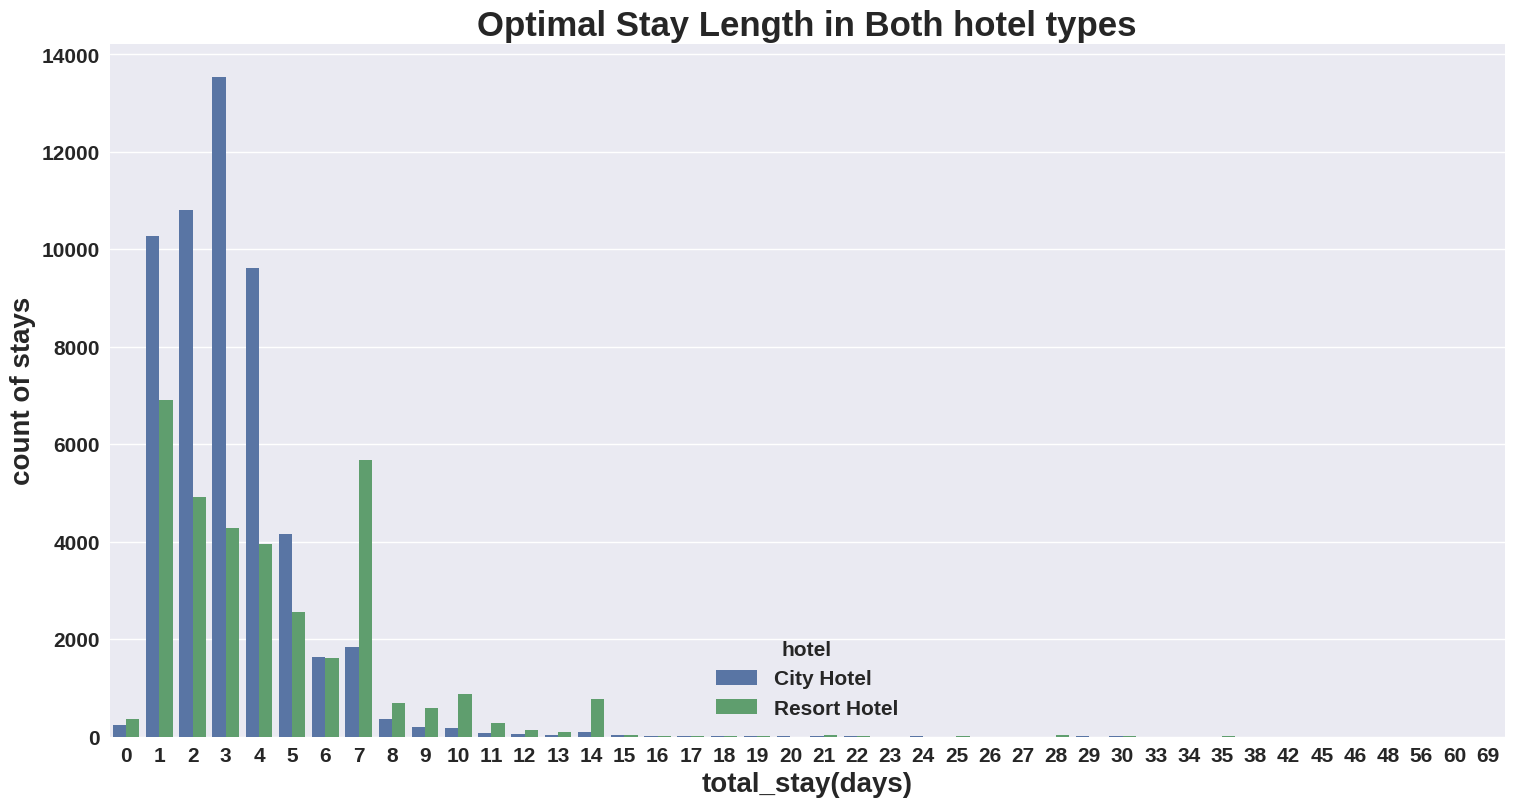 Optimal Stay Length in Both hotel types
14000
12000
10000
8000
6000
4000
2000
0
count of stays
hotel
City Hotel
Resort Hotel
0 1 2 3 4 5 6 7 8 9 10 11 12 13 14 15 16 17 18 19 20 21 22 23 24 25 26 27 28 29 30 33 34 35 38 42 45 46 48 56 60 69
total_stay(days)